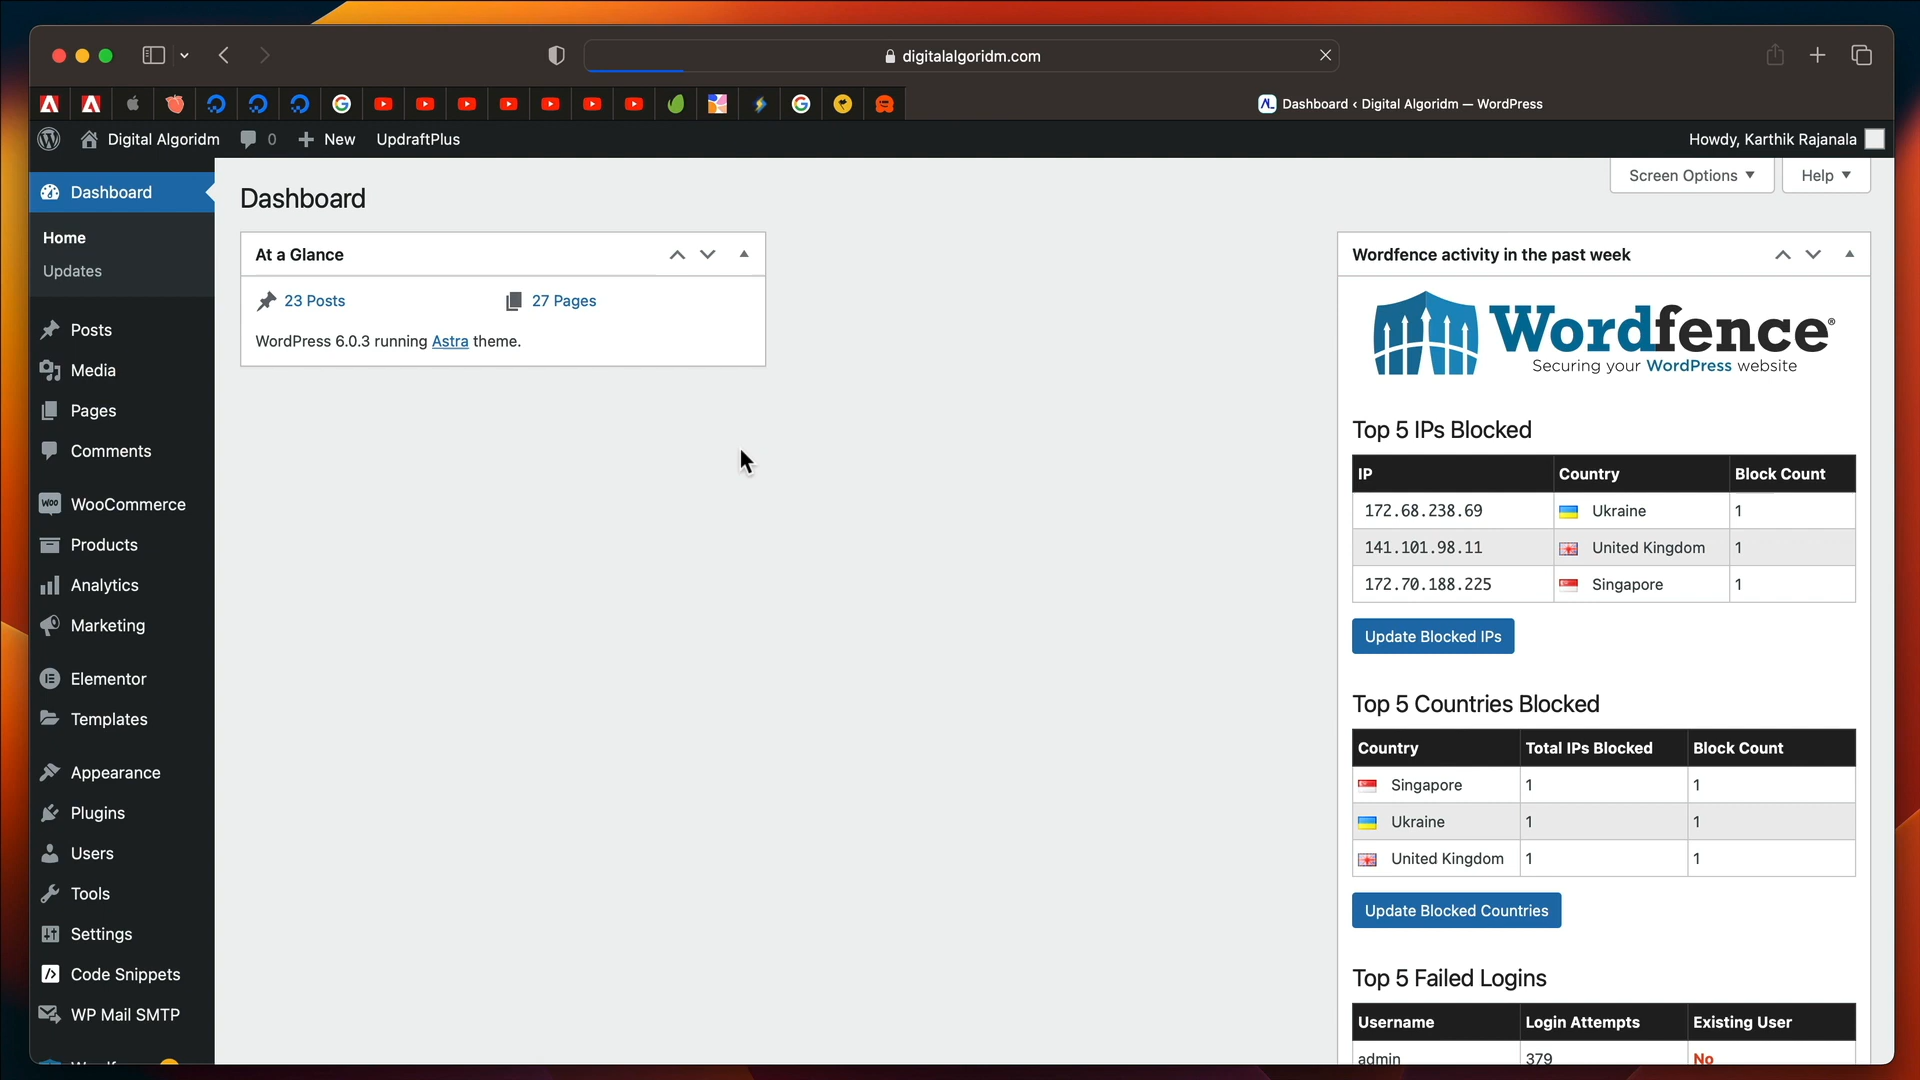 digitalalgoridm.com
Dashboard < Digital Algoridm — WordPress
Digital Algoridm 0 New UpdraftPlus
Howdy, Karthik Rajanala
Dashboard
Home
Updates
Posts
Media
Pages
Comments
WooCommerce
Products
Analytics
Marketing
Elementor
Templates
Appearance
Plugins
Users
Tools
Settings
Code Snippets
WP Mail SMTP
Screen Options
Help
Dashboard
At a Glance
23 Posts 27 Pages
WordPress 6.0.3 running Astra theme.
Wordfence activity in the past week
Wordfence®
Securing your WordPress website
Top 5 IPs Blocked
IP Country Block Count
172.68.238.69 Ukraine 1
141.101.98.11 United Kingdom 1
172.70.188.225 Singapore 1
Update Blocked IPs
Top 5 Countries Blocked
Country Total IPs Blocked Block Count
Singapore 1 1
Ukraine 1 1
United Kingdom 1 1
Update Blocked Countries
Top 5 Failed Logins
Username Login Attempts Existing User
admin 379 No